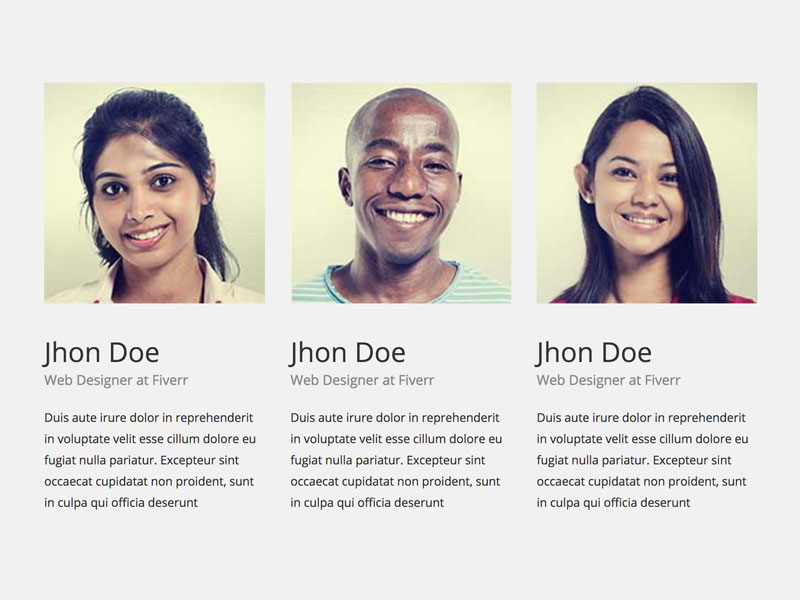 Jhon Doe
Web Designer at Fiverr
Duis aute irure dolor in reprehenderit
in voluptate velit esse cillum dolore eu
fugiat nulla pariatur. Excepteur sint
occaecat cupidatat non proident, sunt
in culpa qui officia deserunt
Jhon Doe
Web Designer at Fiverr
Duis aute irure dolor in reprehenderit
in voluptate velit esse cillum dolore eu
fugiat nulla pariatur. Excepteur sint
occaecat cupidatat non proident, sunt
in culpa qui officia deserunt
Jhon Doe
Web Designer at Fiverr
Duis aute irure dolor in reprehenderit
in voluptate velit esse cillum dolore eu
fugiat nulla pariatur. Excepteur sint
occaecat cupidatat non proident, sunt
in culpa qui officia deserunt